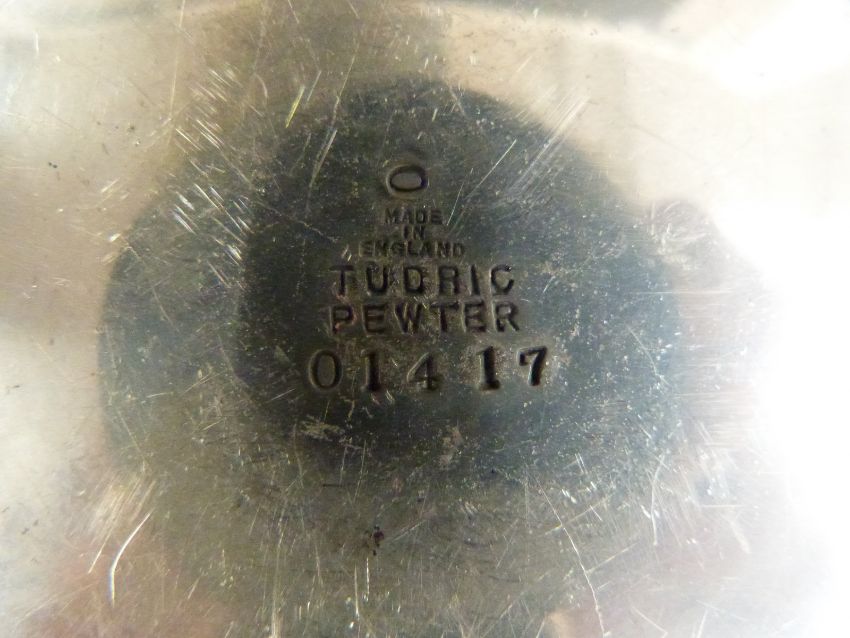 0
MADE
IN
ENGLAND
TUDRIC
PEWTER
01417